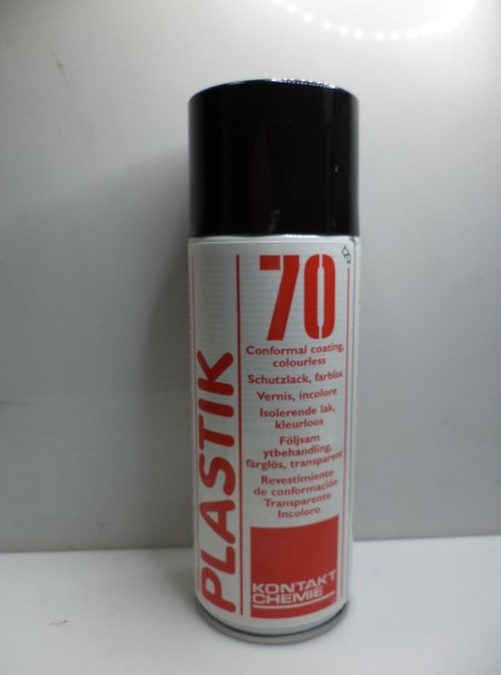 PLASTIK
70
Conformal coating,
colourless
Schutzlack, farblos
Vernis, incolore
Isolerende lak,
kleurloos
Följsam
ytbehandling,
färglös, transparent
Revestimiento
de conformación
Transparente
Incoloro
KONTAKT
CHEMIE